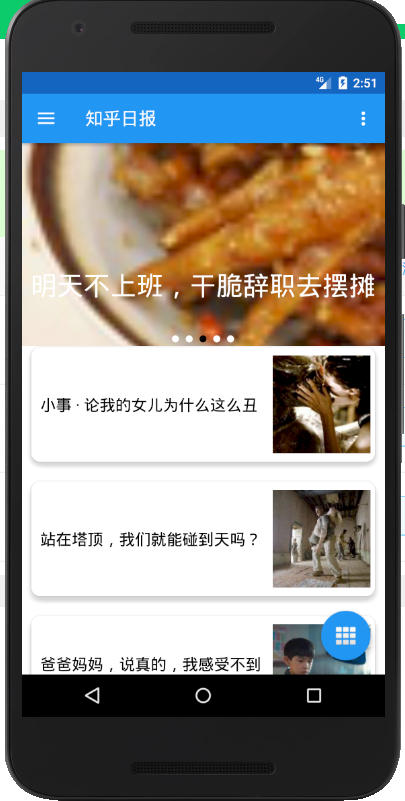 4G 2:51
知乎日报
明天不上班，干脆辞职去摆摊
小事 · 论我的女儿为什么这么丑
站在塔顶，我们就能碰到天吗？
爸爸妈妈，说真的，我感受不到